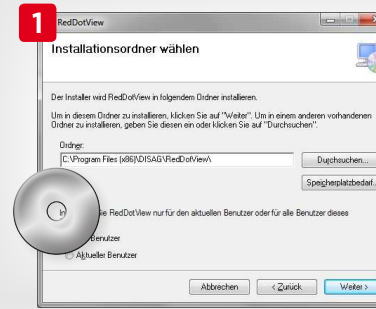 1
RedDotView
Installationsordner wählen
Der Installer wird RedDotView in folgendem Ordner installieren.
Um in diesem Ordner zu installieren, klicken Sie auf "Weiter". Um in einem anderen vorhandenen
Ordner zu installieren, geben Sie diesen ein oder klicken Sie auf "Durchsuchen".
Ordner:
C:\Program Files (x86)\DISAG\RedDotView\
Durchsuchen...
Speicherplatzbedarf...
In sie RedDotView nur für den aktuellen Benutzer oder für alle Benutzer dieses
Benutzer
Aktueller Benutzer
Abbrechen < Zurück Weiter >